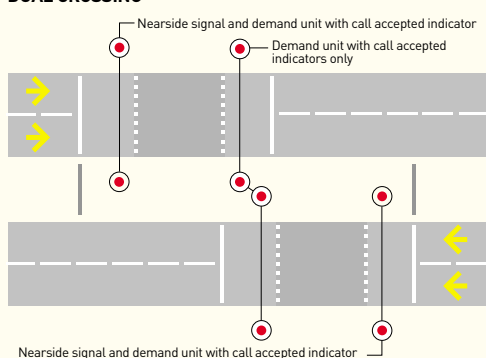 DUAL CROSSING
Nearside signal and demand unit with call accepted indicator
Demand unit with call accepted
indicators only
Nearside signal and demand unit with call accepted indicator